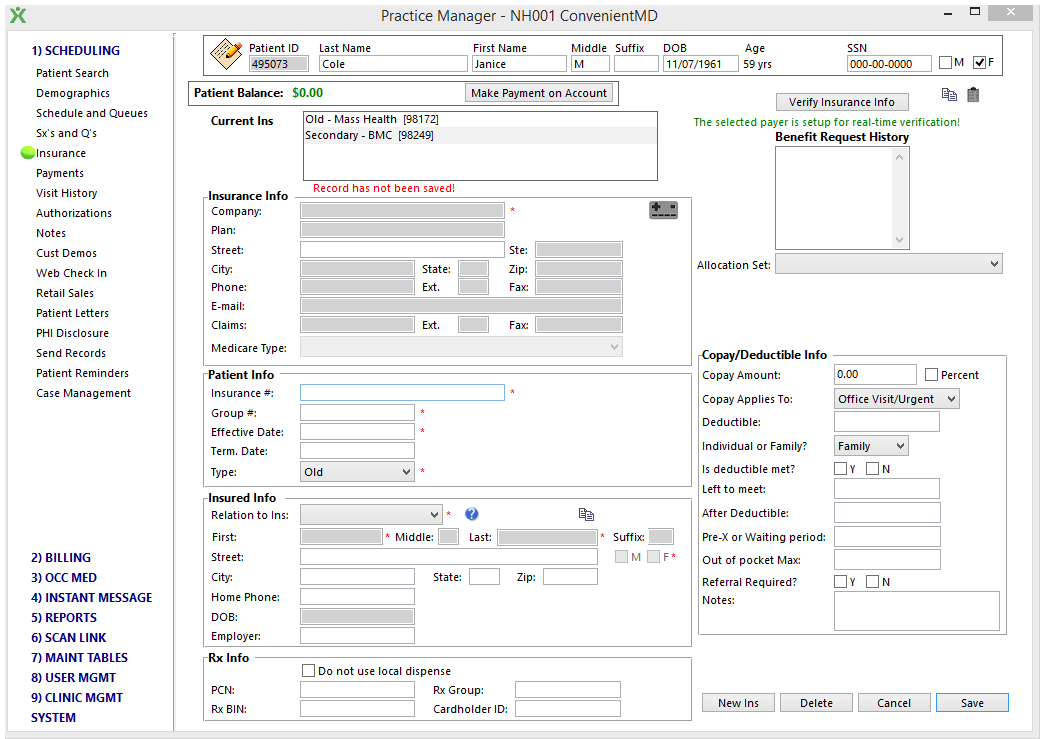 Practice Manager - NH001 ConvenientMD
1) SCHEDULING
Patient Search
Demographics
Schedule and Queues
Sx's and Q's
Insurance
Payments
Visit History
Authorizations
Notes
Cust Demos
Web Check In
Retail Sales
Patient Letters
PHI Disclosure
Send Records
Patient Reminders
Case Management
2) BILLING
3) OCC MED
4) INSTANT MESSAGE
5) REPORTS
6) SCAN LINK
7) MAINT TABLES
8) USER MGMT
9) CLINIC MGMT
SYSTEM
Patient ID Last Name First Name Middle Suffix DOB Age SSN
495073 Cole Janice M 11/07/1961 59 yrs 000-00-0000 M F
Patient Balance: $0.00 Make Payment on Account
Current Ins
Old - Mass Health [98172]
Secondary - BMC [98249]
Record has not been saved!
Verify Insurance Info
The selected payer is setup for real-time verification!
Benefit Request History
Allocation Set:
Insurance Info
Company: *
Plan:
Street: Ste:
City: State: Zip:
Phone: Ext. Fax:
E-mail:
Claims: Ext. Fax:
Medicare Type:
Patient Info
Insurance #: *
Group #: *
Effective Date: *
Term. Date:
Type: Old *
Insured Info
Relation to Ins: * ?
First: * Middle: Last: * Suffix:
Street: M F *
City: State: Zip:
Home Phone:
DOB:
Employer:
Rx Info
Do not use local dispense
PCN: Rx Group:
Rx BIN: Cardholder ID:
Copay/Deductible Info
Copay Amount: 0.00 Percent
Copay Applies To: Office Visit/Urgent
Deductible:
Individual or Family? Family
Is deductible met? Y N
Left to meet:
After Deductible:
Pre-X or Waiting period:
Out of pocket Max:
Referral Required? Y N
Notes:
New Ins Delete Cancel Save